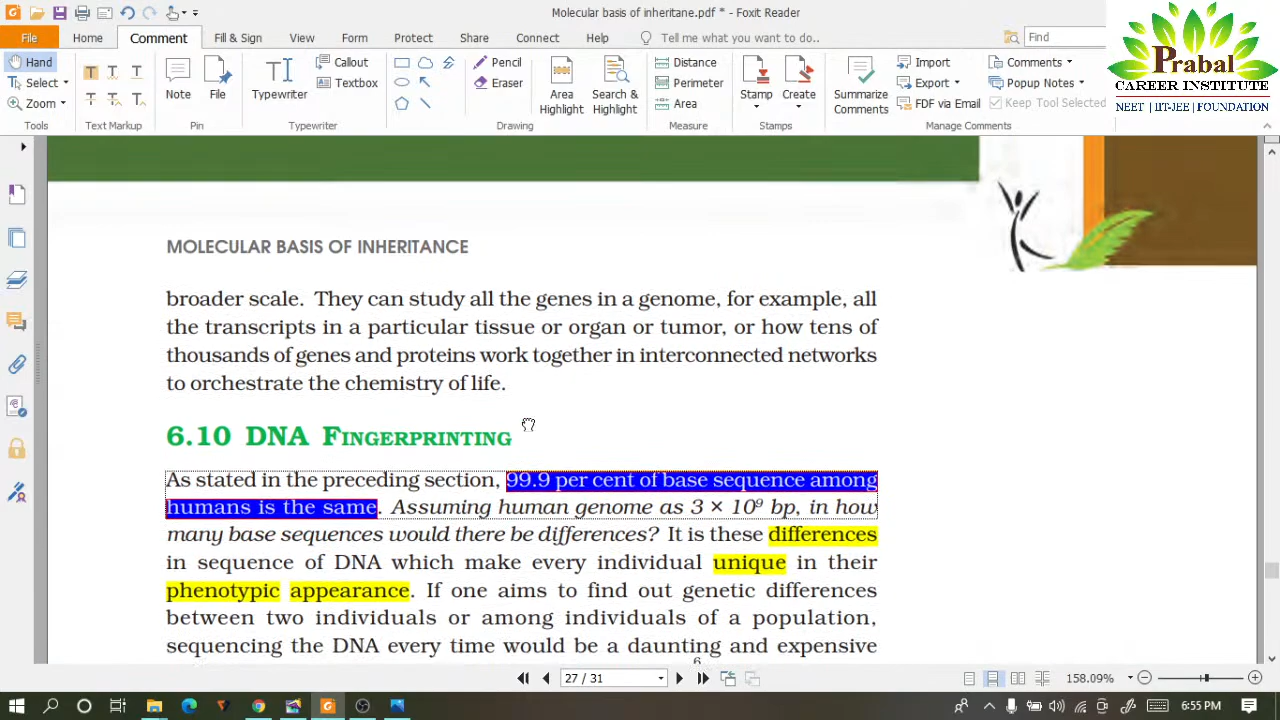 Molecular basis of inheritane.pdf * - Foxit Reader
File Home Comment Fill & Sign View Form Protect Share Connect Help Tell me what you want to do.. Find
Hand
Select
Zoom
Tools
Text Markup
Note
File
Pin
Typewriter
Callout
Textbox
Typewriter
Pencil
Eraser
Area Highlight
Search & Highlight
Drawing
Distance
Perimeter
Area
Measure
Stamp
Create
Stamps
Summarize Comments
Import
Export
FDF via Email
Comments
Popup Notes
Keep Tool Selected
Manage Comments
Prabal
CAREER INSTITUTE
NEET | IIT-JEE | FOUNDATION
MOLECULAR BASIS OF INHERITANCE
broader scale. They can study all the genes in a genome, for example, all
the transcripts in a particular tissue or organ or tumor, or how tens of
thousands of genes and proteins work together in interconnected networks
to orchestrate the chemistry of life.
6.10 DNA FINGERPRINTING
As stated in the preceding section, 99.9 per cent of base sequence among
humans is the same. Assuming human genome as 3 × 10⁹ bp, in how
many base sequences would there be differences? It is these differences
in sequence of DNA which make every individual unique in their
phenotypic appearance. If one aims to find out genetic differences
between two individuals or among individuals of a population,
sequencing the DNA every time would be a daunting and expensive
27 / 31
158.09%
6:55 PM